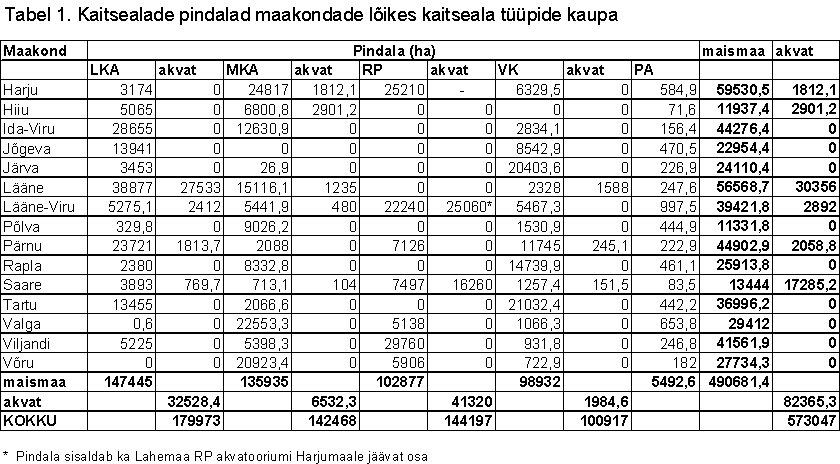 Tabel 1. Kaitsealade pindalad maakondade lõikes kaitseala tüüpide kaupa
Maakond Pindala (ha) maismaa akvat
LKA akvat MKA akvat RP akvat VK akvat PA
Harju 3174 0 24817 1812,1 25210 - 6329,5 0 584,9 59530,5 1812,1
Hiiu 5065 0 6800,8 2901,2 0 0 0 0 71,6 11937,4 2901,2
Ida-Viru 28655 0 12630,9 0 0 0 2834,1 0 156,4 44276,4 0
Jõgeva 13941 0 0 0 0 0 8542,9 0 470,5 22954,4 0
Järva 3453 0 26,9 0 0 0 20403,6 0 226,9 24110,4 0
Lääne 38877 27533 15116,1 1235 0 0 2328 1588 247,6 56568,7 30356
Lääne-Viru 5275,1 2412 5441,9 480 22240 25060* 5467,3 0 997,5 39421,8 2892
Põlva 329,8 0 9026,2 0 0 0 1530,9 0 444,9 11331,8 0
Pärnu 23721 1813,7 2088 0 7126 0 11745 245,1 222,9 44902,9 2058,8
Rapla 2380 0 8332,8 0 0 0 14739,9 0 461,1 25913,8 0
Saare 3893 769,7 713,1 104 7497 16260 1257,4 151,5 83,5 13444 17285,2
Tartu 13455 0 2066,6 0 0 0 21032,4 0 442,2 36996,2 0
Valga 0,6 0 22553,3 0 5138 0 1066,3 0 653,8 29412 0
Viljandi 5225 0 5398,3 0 29760 0 931,8 0 246,8 41561,9 0
Võru 0 0 20923,4 0 5906 0 722,9 0 182 27734,3 0
maismaa 147445 135935 102877 98932 5492,6 490681,4
akvat 32528,4 6532,3 41320 1984,6 82365,3
KOKKU 179973 142468 144197 100917 573047
* Pindala sisaldab ka Lahemaa RP akvatooriumi Harjumaale jäävat osa